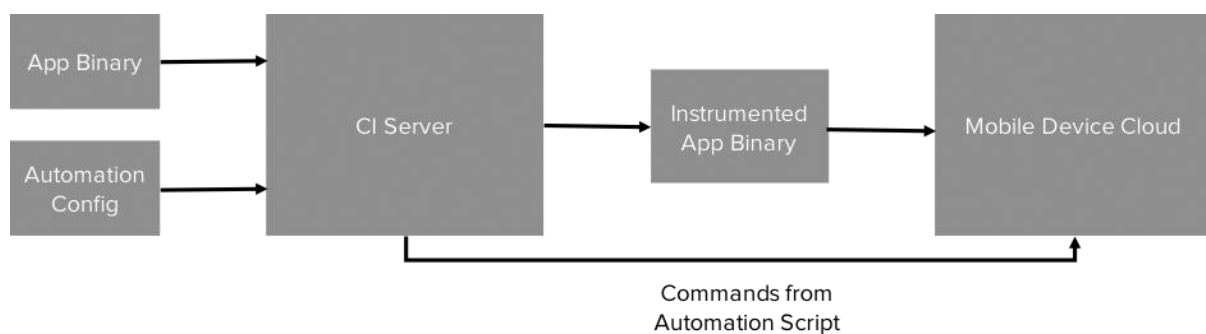 App Binary
Automation
Config
CI Server
Instrumented
App Binary
Mobile Device Cloud
Commands from
Automation Script